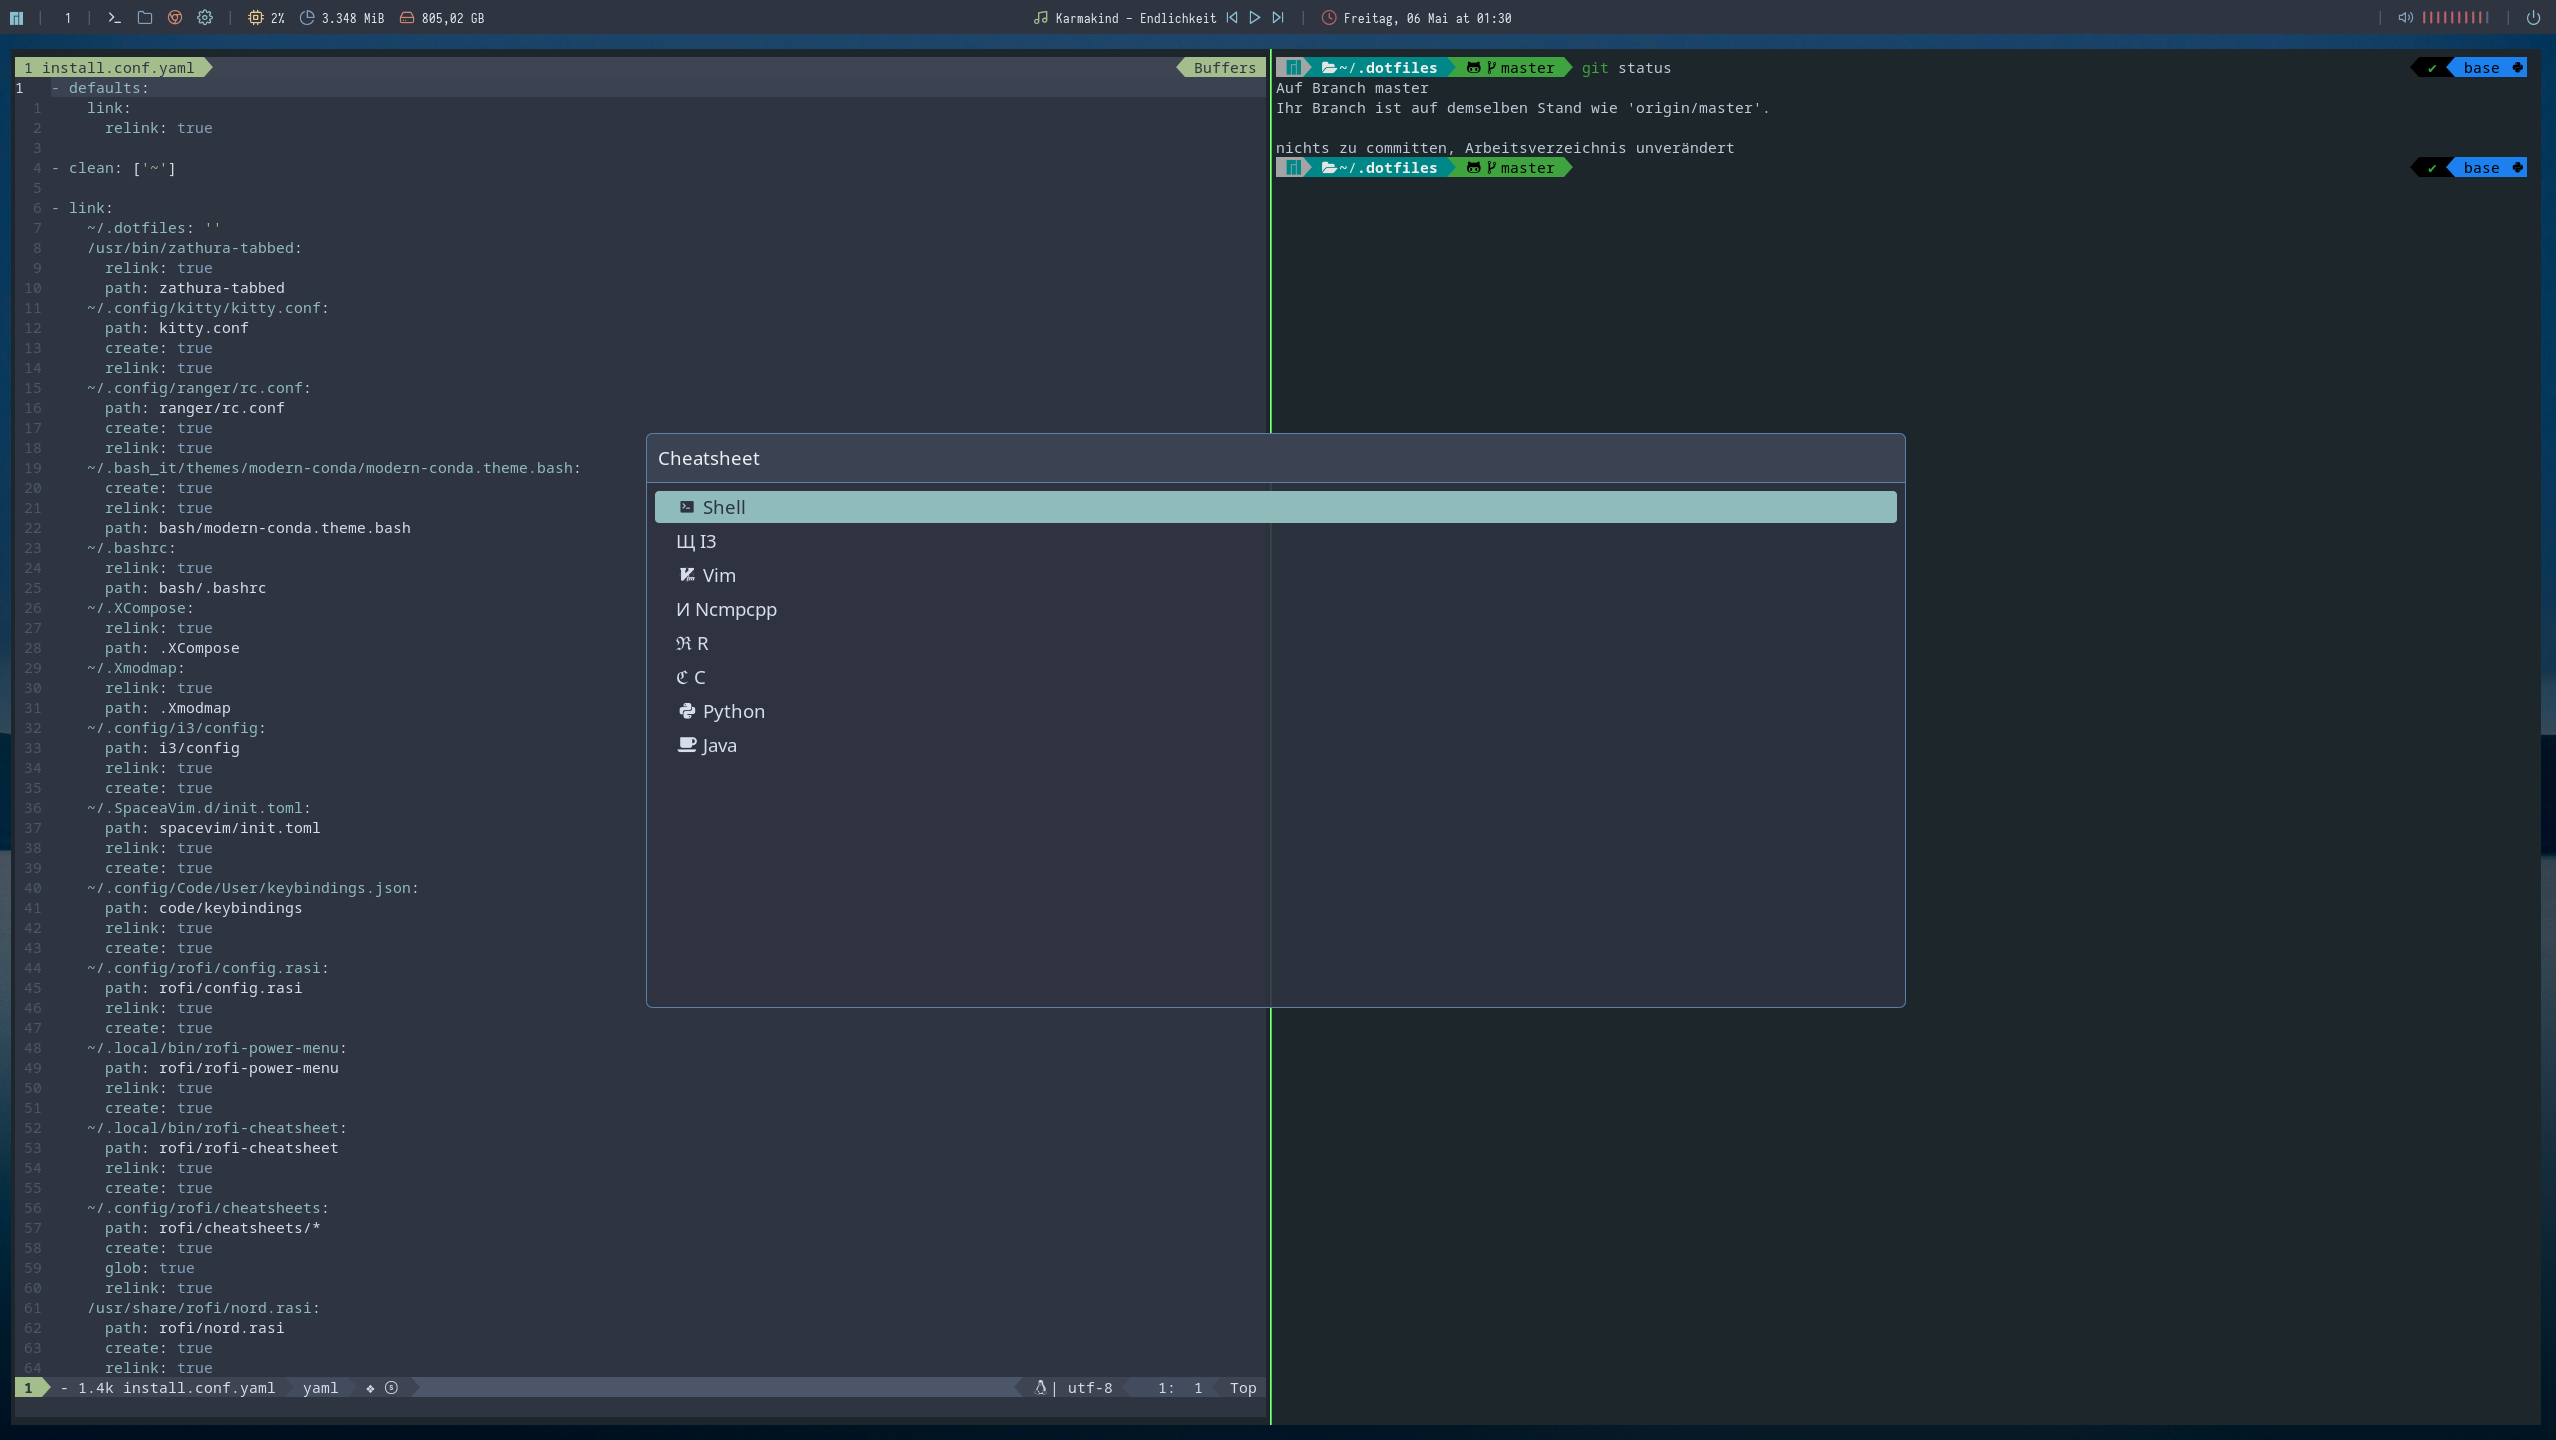 1 2% 3.348 MiB 805,02 GB Karmakind - Endlichkeit Freitag, 06 Mai at 01:30
1 install.conf.yaml Buffers
1 - defaults:
1 link:
2 relink: true
3
4 - clean: ['~']
5
6 - link:
7 ~/.dotfiles: ''
8 /usr/bin/zathura-tabbed:
9 relink: true
10 path: zathura-tabbed
11 ~/.config/kitty/kitty.conf:
12 path: kitty.conf
13 create: true
14 relink: true
15 ~/.config/ranger/rc.conf:
16 path: ranger/rc.conf
17 create: true
18 relink: true
19 ~/.bash_it/themes/modern-conda/modern-conda.theme.bash:
20 create: true
21 relink: true
22 path: bash/modern-conda.theme.bash
23 ~/.bashrc:
24 relink: true
25 path: bash/.bashrc
26 ~/.XCompose:
27 relink: true
28 path: .XCompose
29 ~/.Xmodmap:
30 relink: true
31 path: .Xmodmap
32 ~/.config/i3/config:
33 path: i3/config
34 relink: true
35 create: true
36 ~/.SpaceaVim.d/init.toml:
37 path: spacevim/init.toml
38 relink: true
39 create: true
40 ~/.config/Code/User/keybindings.json:
41 path: code/keybindings
42 relink: true
43 create: true
44 ~/.config/rofi/config.rasi:
45 path: rofi/config.rasi
46 relink: true
47 create: true
48 ~/.local/bin/rofi-power-menu:
49 path: rofi/rofi-power-menu
50 relink: true
51 create: true
52 ~/.local/bin/rofi-cheatsheet:
53 path: rofi/rofi-cheatsheet
54 relink: true
55 create: true
56 ~/.config/rofi/cheatsheets:
57 path: rofi/cheatsheets/*
58 create: true
59 glob: true
60 relink: true
61 /usr/share/rofi/nord.rasi:
62 path: rofi/nord.rasi
63 create: true
64 relink: true
1 - 1.4k install.conf.yaml yaml ❖ ⓢ | utf-8 1: 1 Top
~/.dotfiles master git status ✔ base
Auf Branch master
Ihr Branch ist auf demselben Stand wie 'origin/master'.
nichts zu committen, Arbeitsverzeichnis unverändert
~/.dotfiles master ✔ base
Cheatsheet
Shell
Щ I3
Vim
И Ncmpcpp
ℜ R
ℭ C
Python
Java